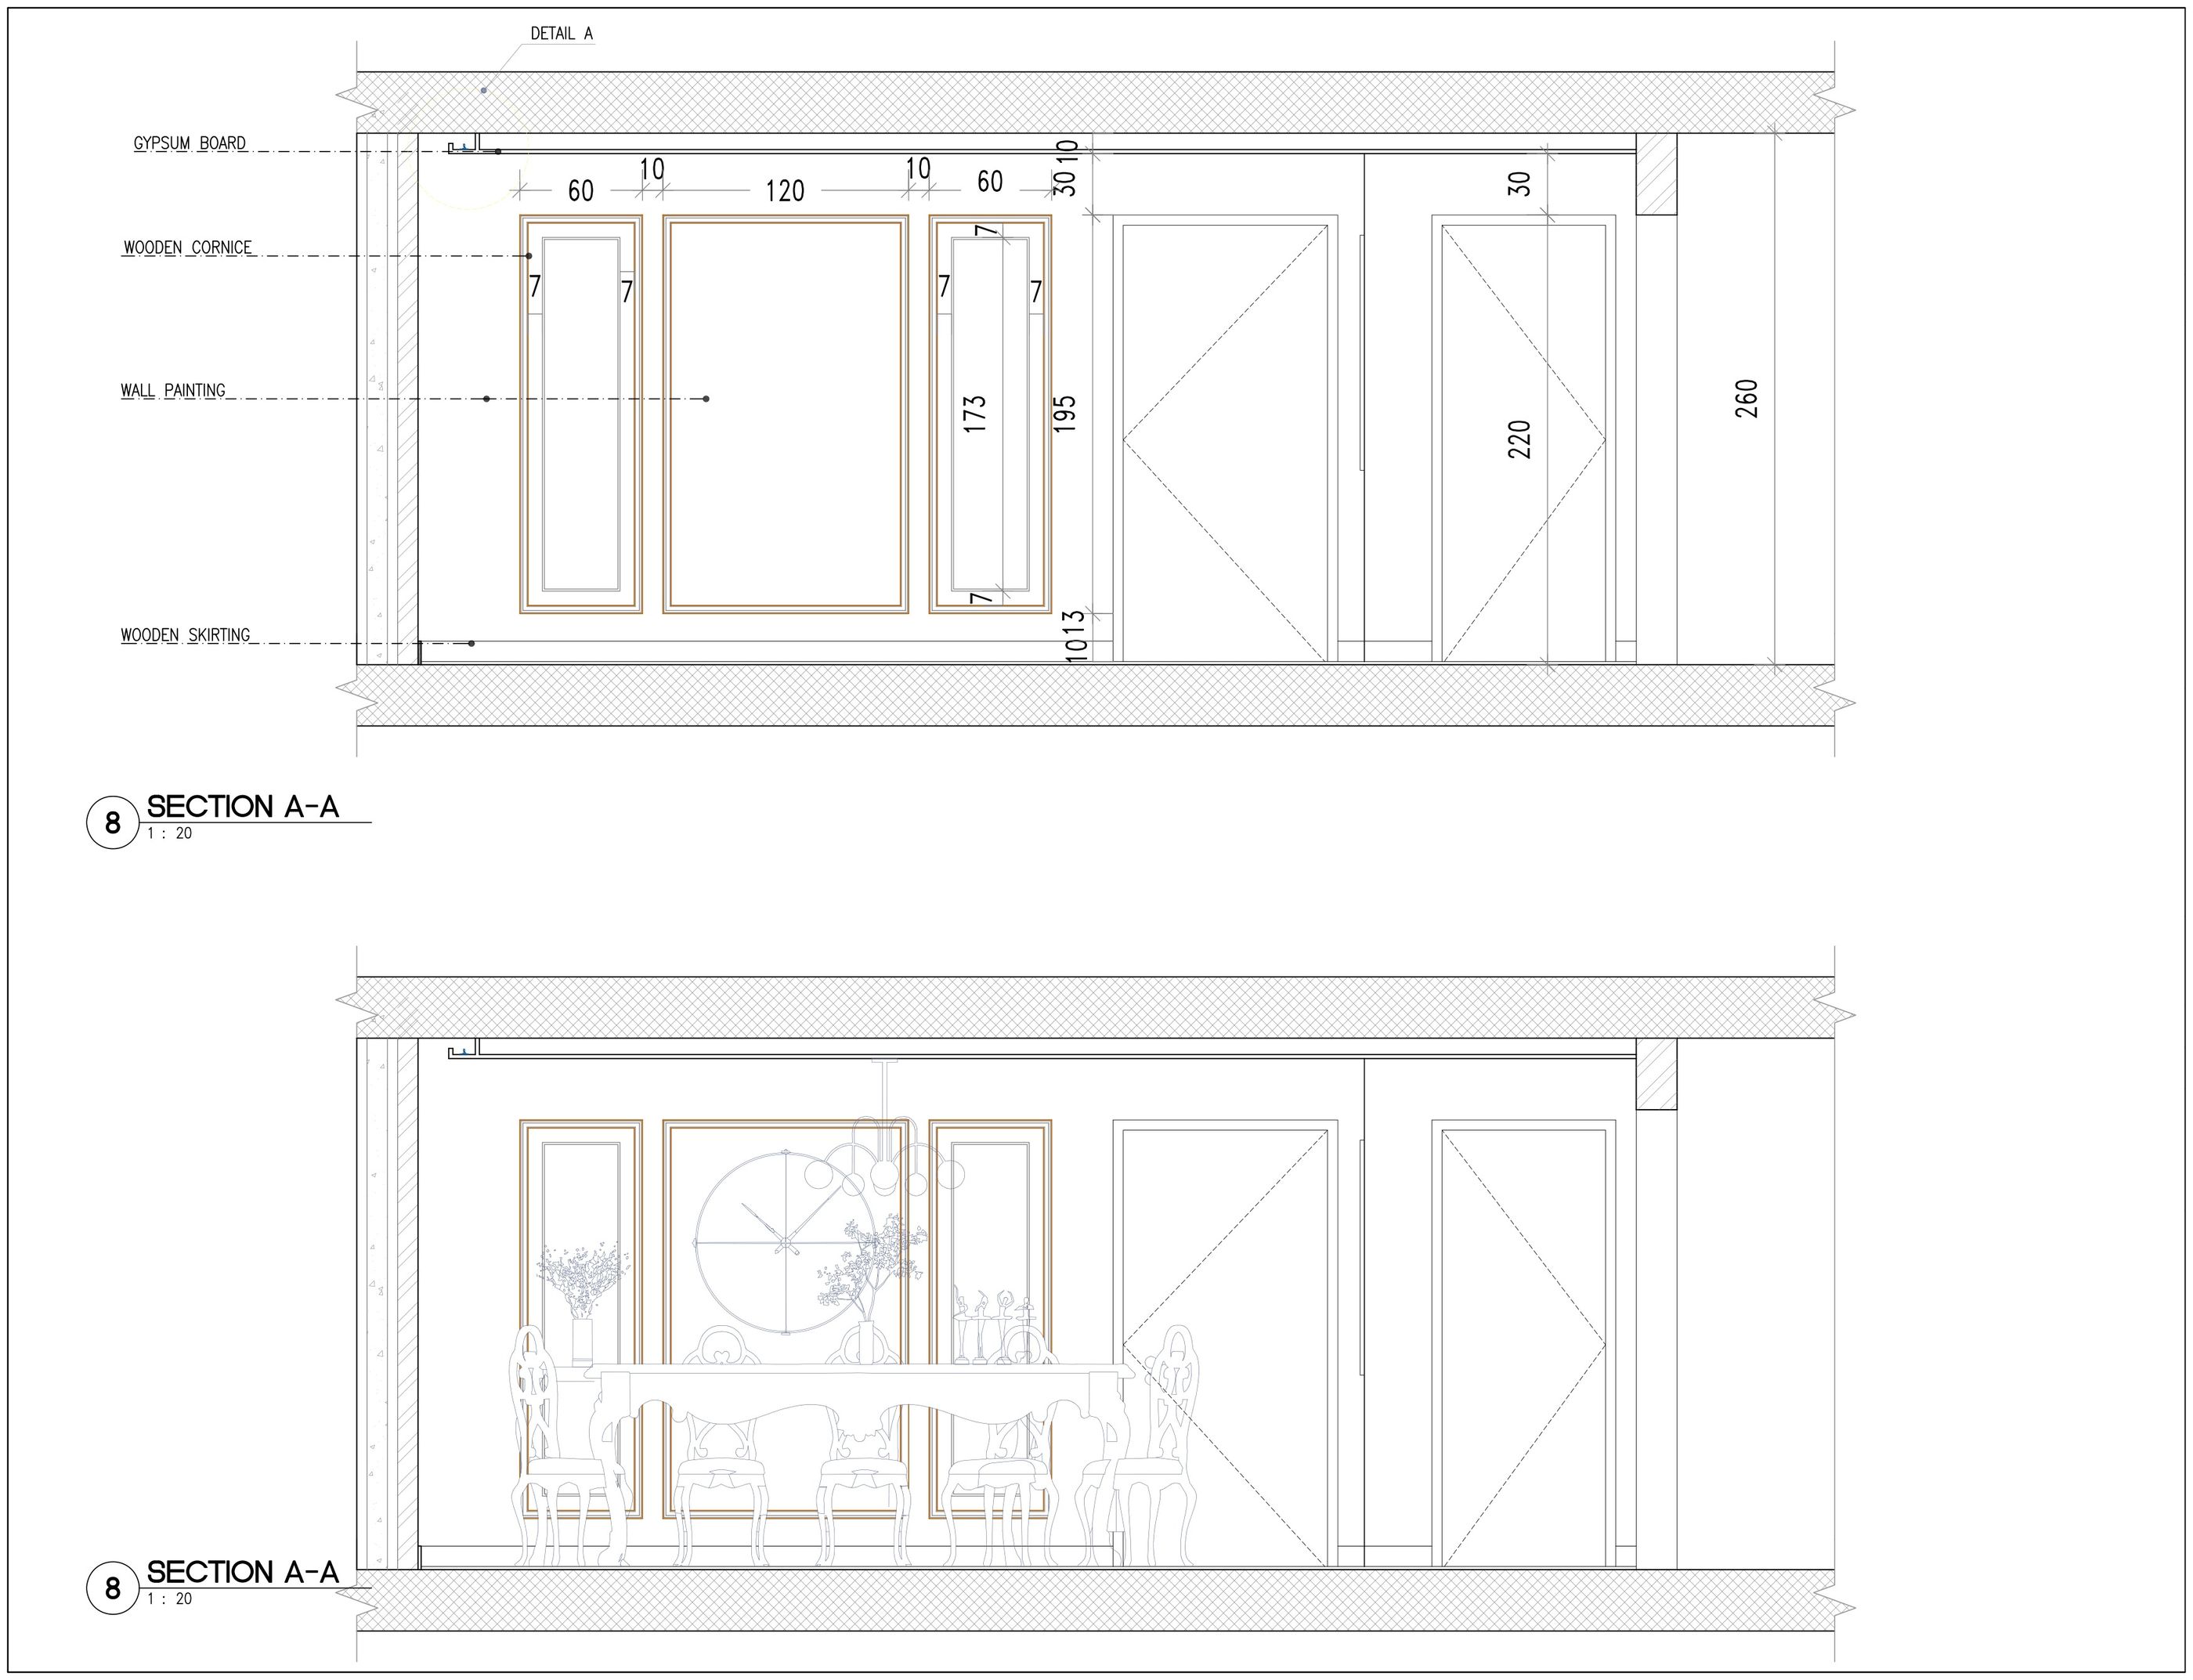 DETAIL A
GYPSUM BOARD
10
30
30
10
10
60
120
60
WOODEN CORNICE
7
7
7
7
7
WALL PAINTING
173
195
220
260
7
WOODEN SKIRTING
13
10
8
SECTION A-A
1 : 20
8
SECTION A-A
1 : 20